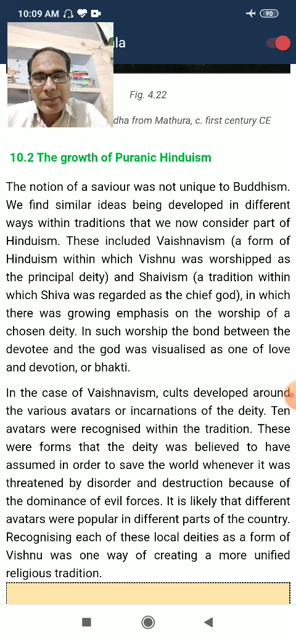 10:09 AM
90
Fig. 4.22
dha from Mathura, c. first century CE
10.2 The growth of Puranic Hinduism
The notion of a saviour was not unique to Buddhism.
We find similar ideas being developed in different
ways within traditions that we now consider part of
Hinduism. These included Vaishnavism (a form of
Hinduism within which Vishnu was worshipped as
the principal deity) and Shaivism (a tradition within
which Shiva was regarded as the chief god), in which
there was growing emphasis on the worship of a
chosen deity. In such worship the bond between the
devotee and the god was visualised as one of love
and devotion, or bhakti.
In the case of Vaishnavism, cults developed around
the various avatars or incarnations of the deity. Ten
avatars were recognised within the tradition. These
were forms that the deity was believed to have
assumed in order to save the world whenever it was
threatened by disorder and destruction because of
the dominance of evil forces. It is likely that different
avatars were popular in different parts of the country.
Recognising each of these local deities as a form of
Vishnu was one way of creating a more unified
religious tradition.